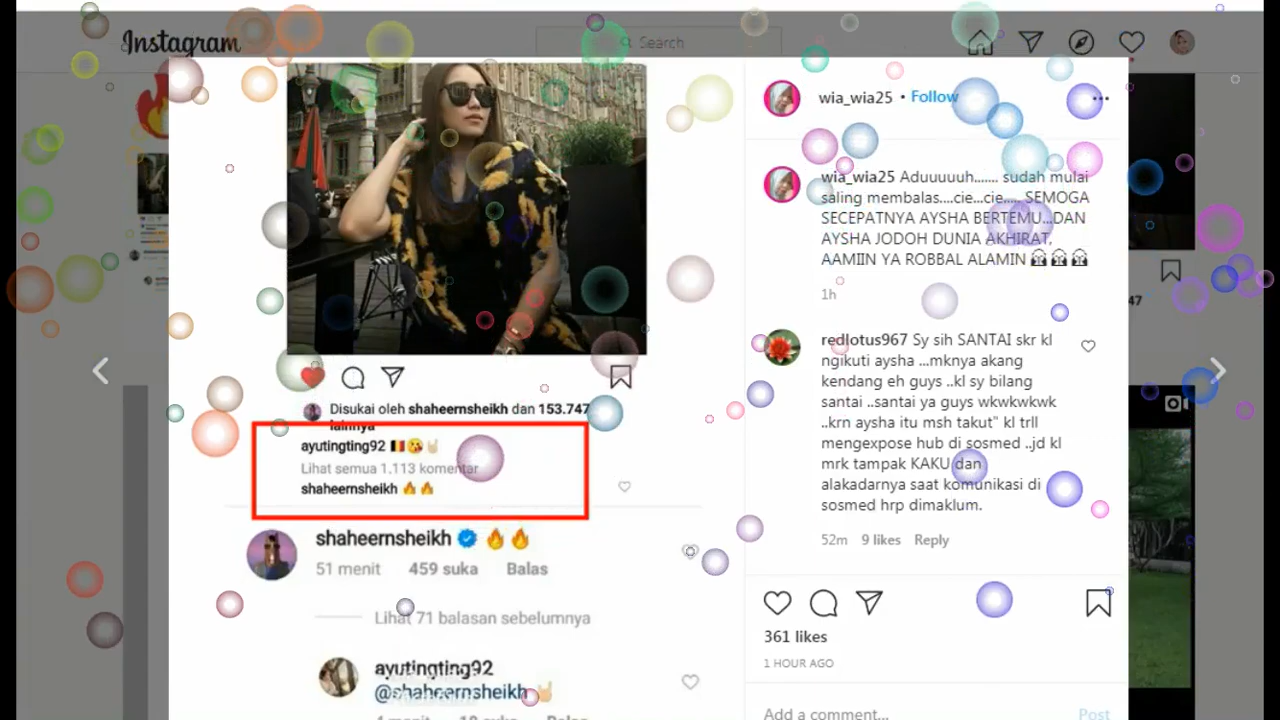 Instagram
Search
wia_wia25 • Follow
wia_wia25 Aduuuuuh....... sudah mulai
saling membalas....cie...cie..... SEMOGA
SECEPATNYA AYSHA BERTEMU...DAN
AYSHA JODOH DUNIA AKHIRAT,
AAMIIN YA ROBBAL ALAMIN
1h
redlotus967 Sy sih SANTAI skr kl
ngikuti aysha ...mknya akang
kendang eh guys ..kl sy bilang
santai ..santai ya guys wkwkwkwk
..krn aysha itu msh takut" kl trll
mengexpose hub di sosmed ..jd kl
mrk tampak KAKU dan
alakadarnya saat komunikasi di
sosmed hrp dimaklum.
52m 9 likes Reply
361 likes
1 HOUR AGO
Add a comment...
Post
Disukai oleh shaheernsheikh dan 153.747
lainnya
ayutingting92 🇧🇪😘🤘🏻
Lihat semua 1.113 komentar
shaheernsheikh 🔥🔥
shaheernsheikh 🔥🔥
51 menit 459 suka Balas
Lihat 71 balasan sebelumnya
ayutingting92
@shaheernsheikh 🤘🏻
47